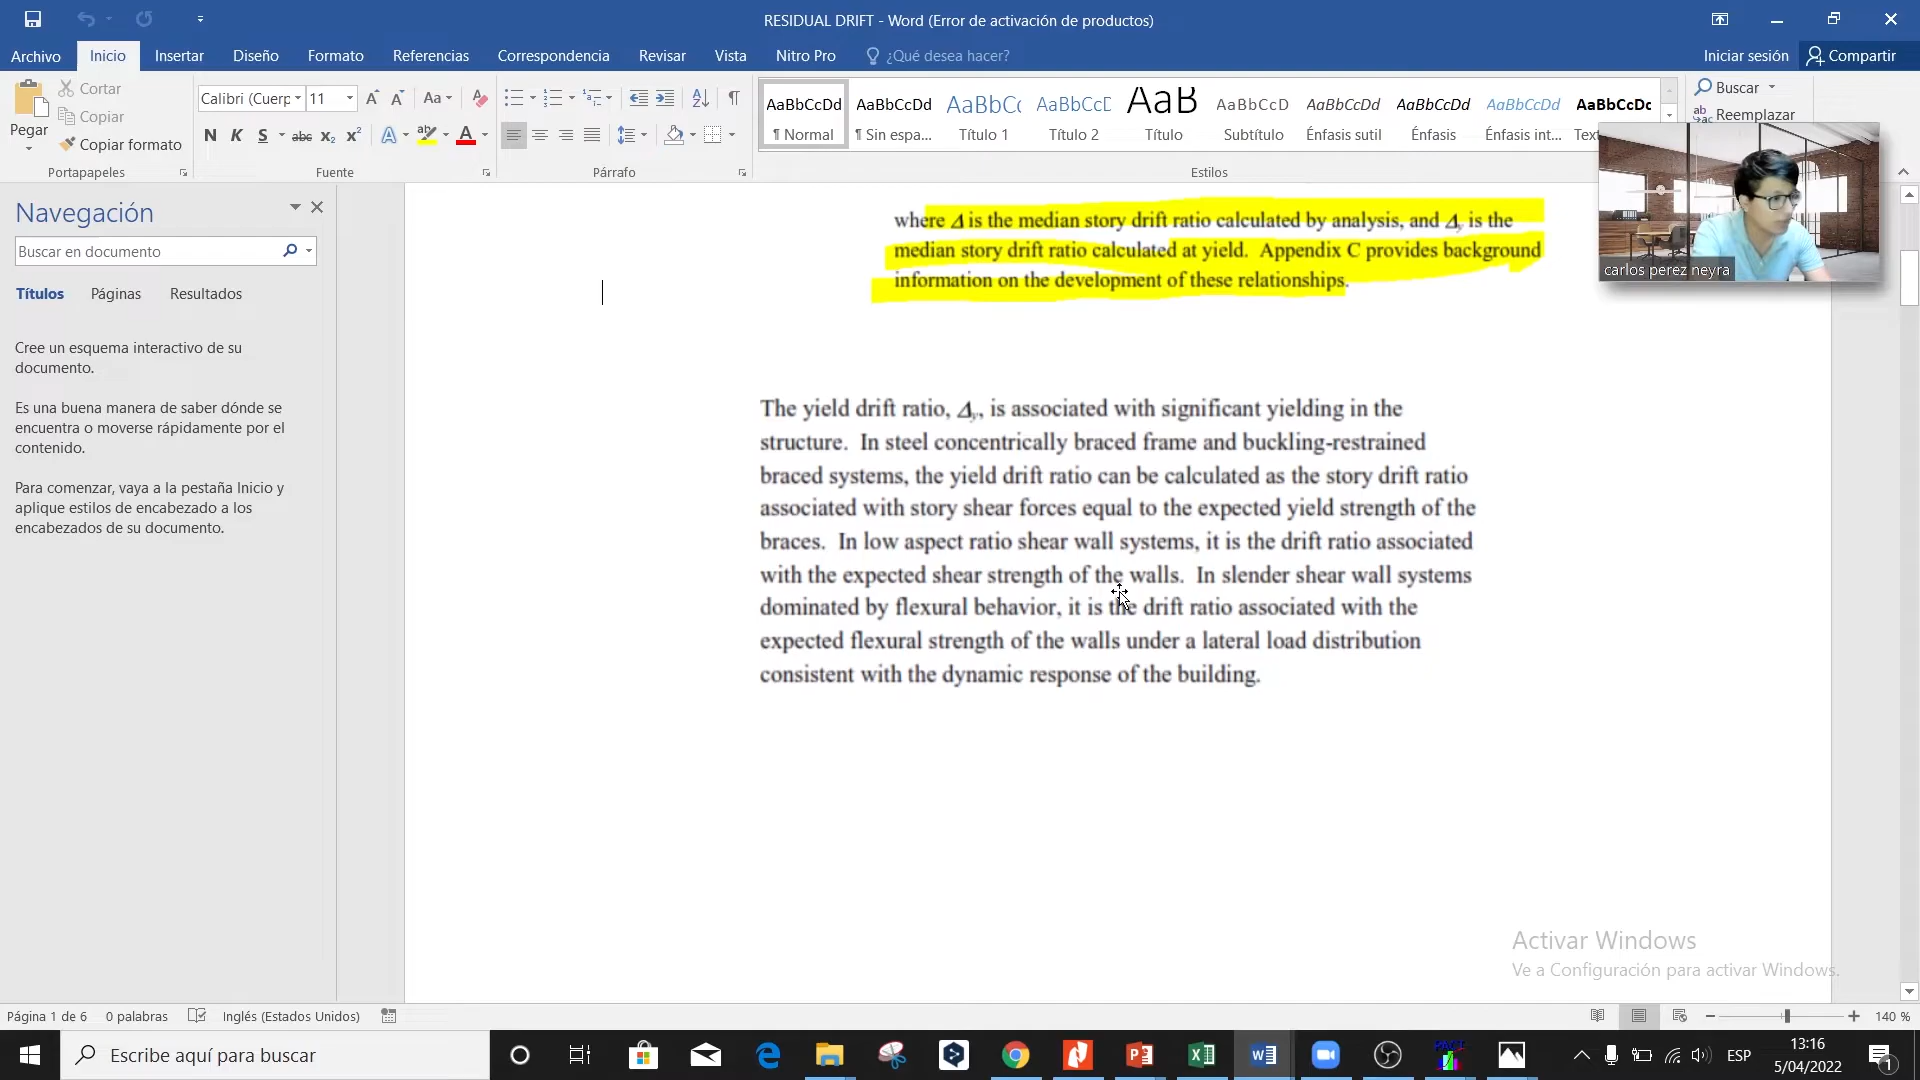 RESIDUAL DRIFT - Word (Error de activación de productos)
Archivo Inicio Insertar Diseño Formato Referencias Correspondencia Revisar Vista Nitro Pro ¿Qué desea hacer? Iniciar sesión Compartir
Pegar
Cortar
Copiar
Copiar formato
Portapapeles
Calibri (Cuerp 11
Aa
N K S abc x₂ x²
Fuente
Párrafo
AaBbCcDd AaBbCcDd AaBbC AaBbCcD AaB AaBbCcD AaBbCcDd AaBbCcDd AaBbCcDd AaBbCcDc
¶ Normal ¶ Sin espa... Título 1 Título 2 Título Subtítulo Énfasis sutil Énfasis Énfasis int...
Estilos
Buscar
Reemplazar
carlos perez neyra
Navegación
Buscar en documento
Títulos Páginas Resultados
Cree un esquema interactivo de su
documento.
Es una buena manera de saber dónde se
encuentra o moverse rápidamente por el
contenido.
Para comenzar, vaya a la pestaña Inicio y
aplique estilos de encabezado a los
encabezados de su documento.
where Δ is the median story drift ratio calculated by analysis, and Δy is the
median story drift ratio calculated at yield. Appendix C provides background
information on the development of these relationships.
The yield drift ratio, Δy, is associated with significant yielding in the
structure. In steel concentrically braced frame and buckling-restrained
braced systems, the yield drift ratio can be calculated as the story drift ratio
associated with story shear forces equal to the expected yield strength of the
braces. In low aspect ratio shear wall systems, it is the drift ratio associated
with the expected shear strength of the walls. In slender shear wall systems
dominated by flexural behavior, it is the drift ratio associated with the
expected flexural strength of the walls under a lateral load distribution
consistent with the dynamic response of the building.
Activar Windows
Ve a Configuración para activar Windows.
Página 1 de 6 0 palabras Inglés (Estados Unidos) 140 %
Escribe aquí para buscar
PACT
ESP
13:16
5/04/2022
1